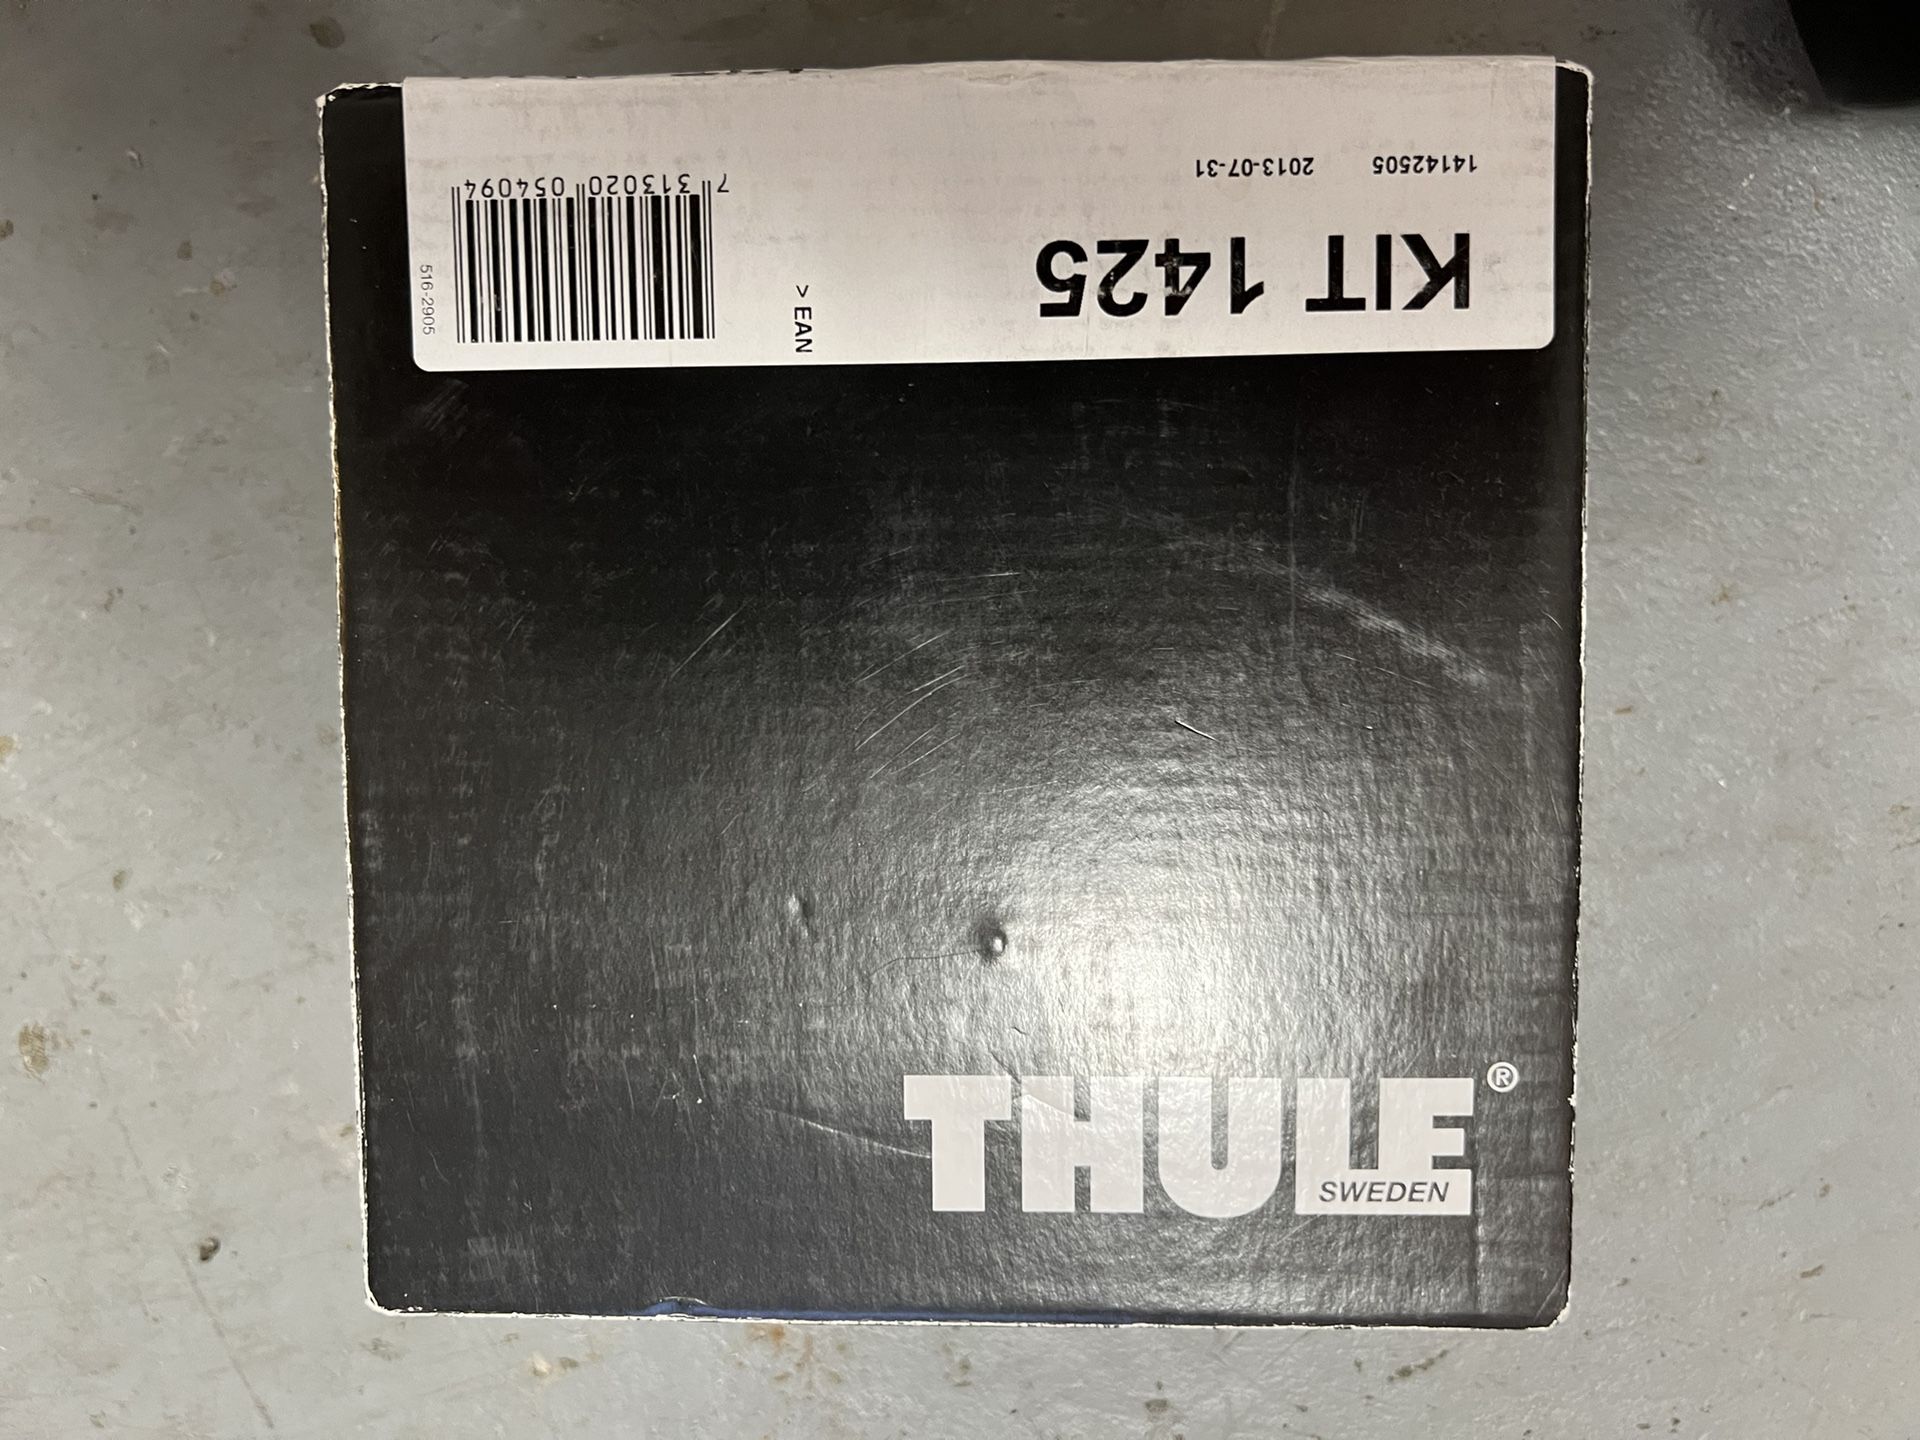 14142505 2013-07-31
KIT 1425
> EAN
7 313020 054094
516-2905
THULE®
SWEDEN